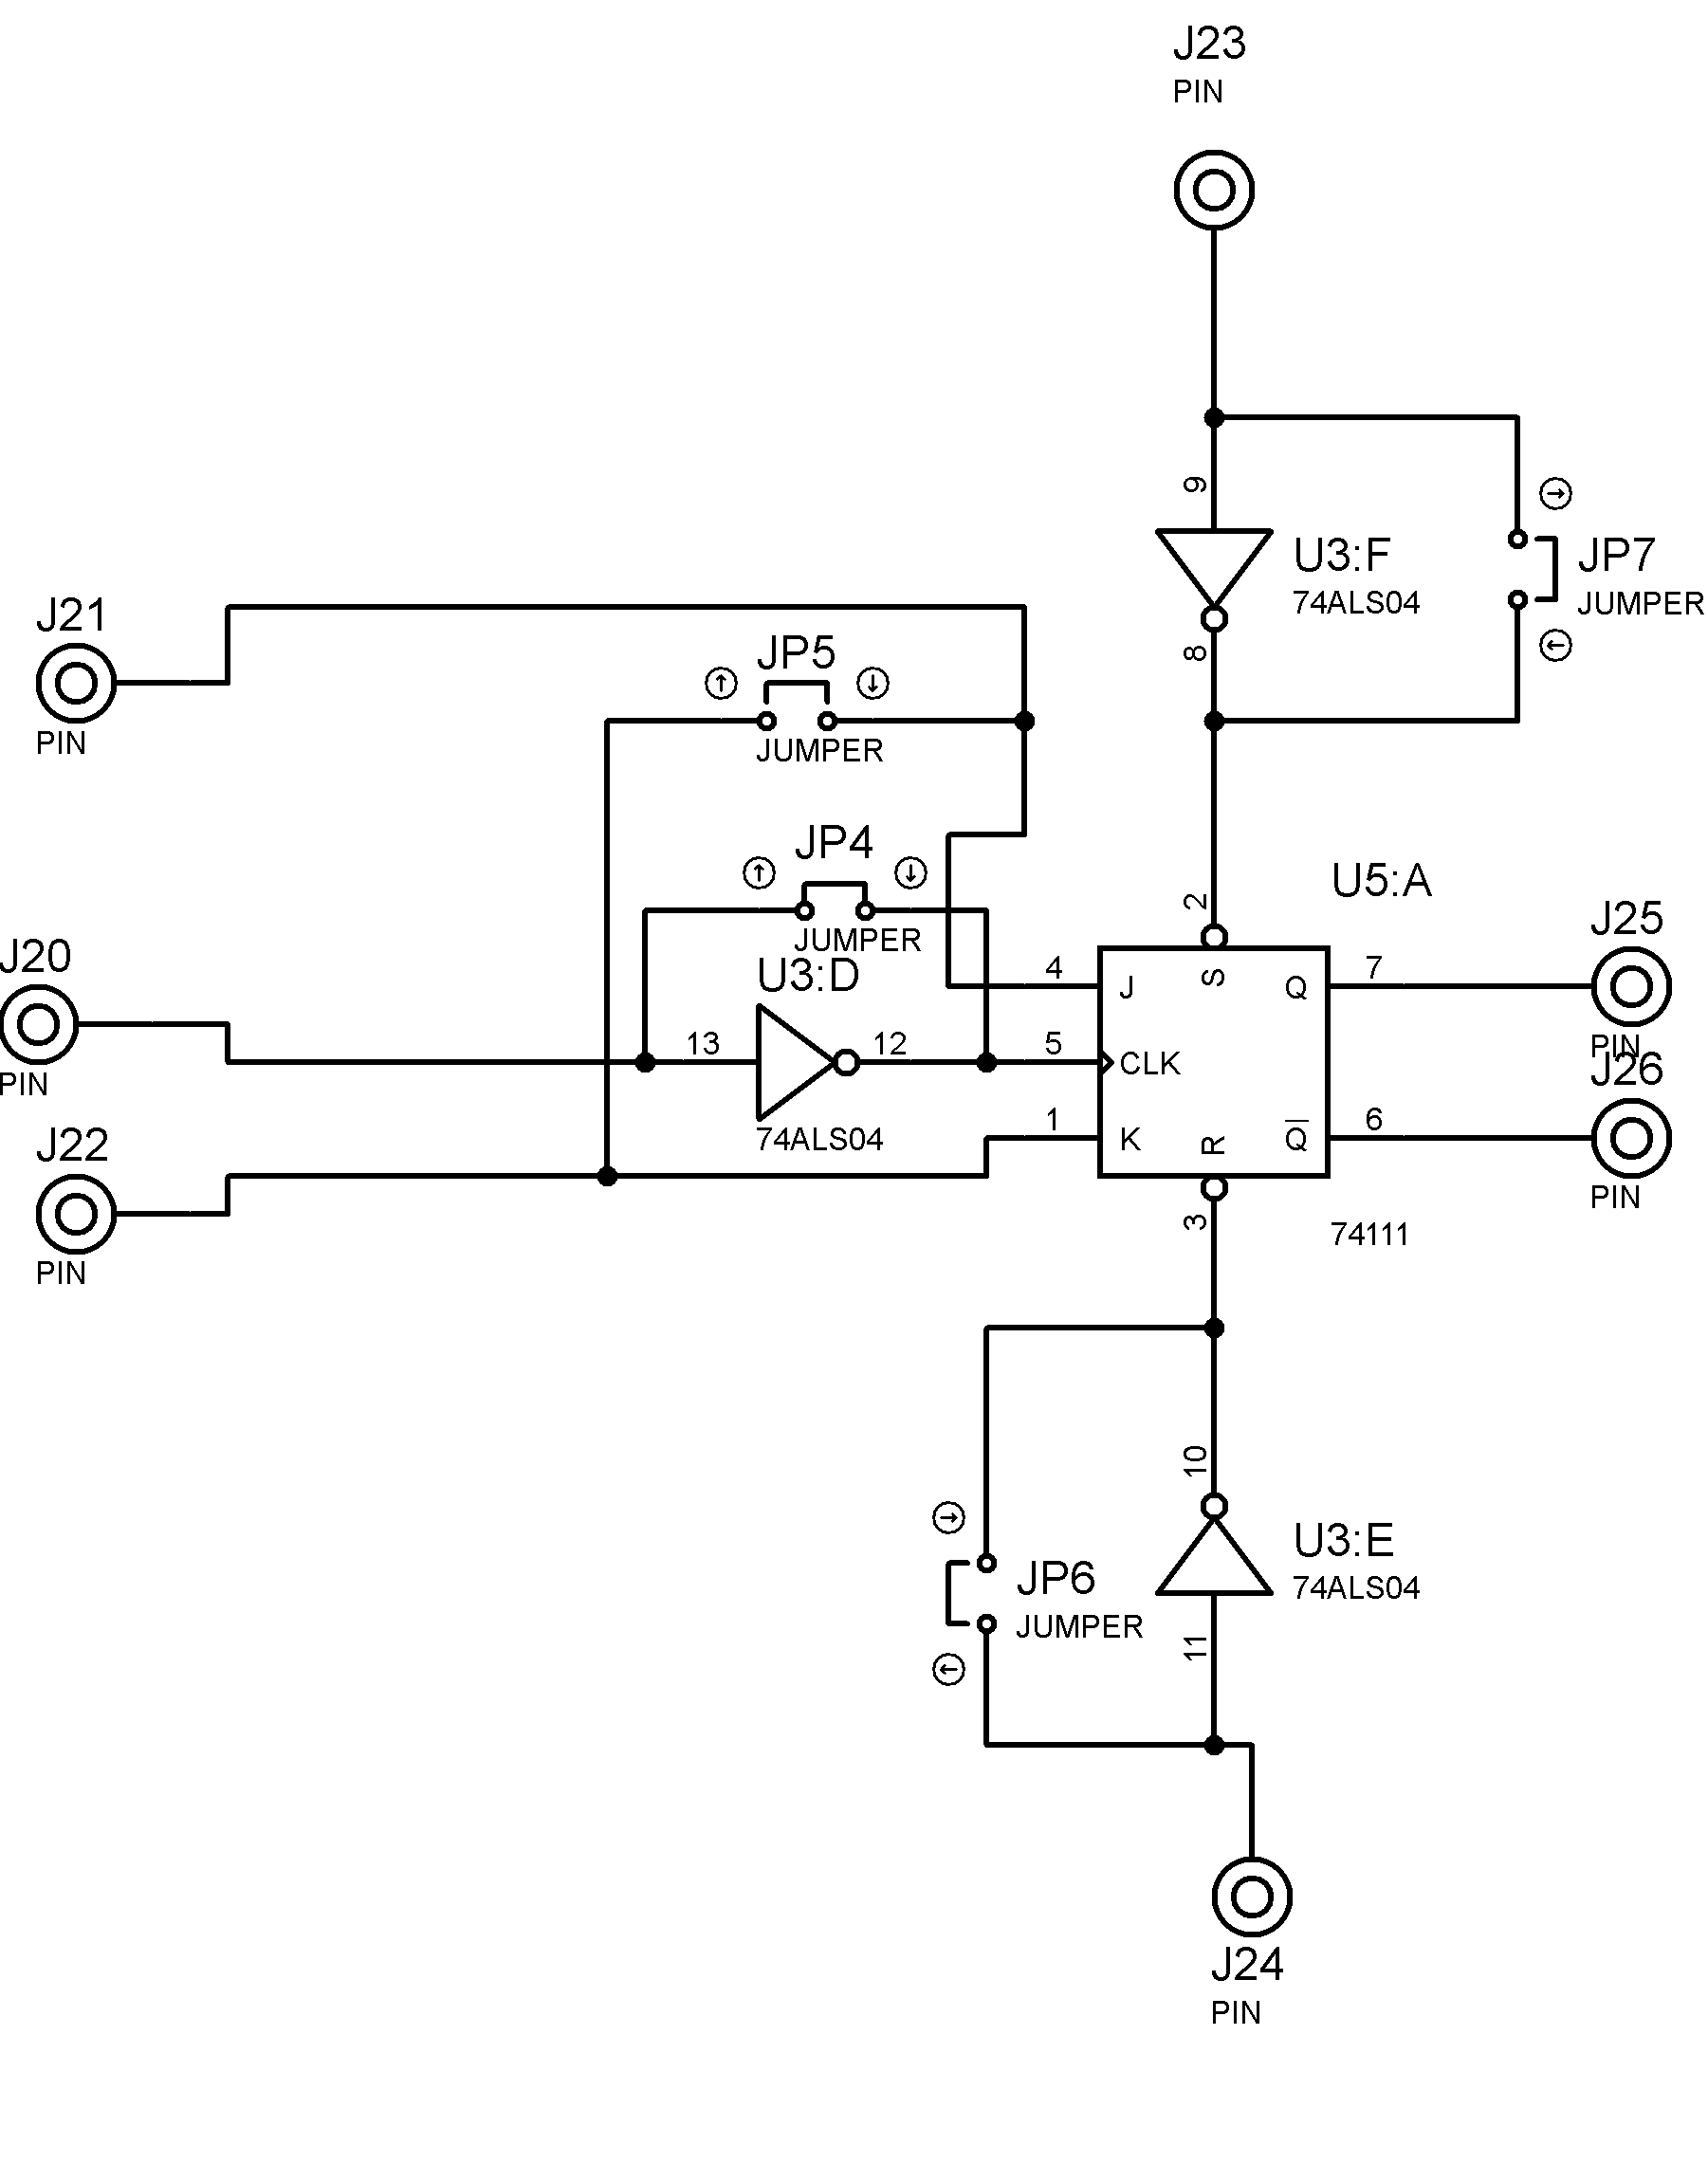 J23
PIN
9
U3:F
74ALS04
JP7
JUMPER
8
J21
PIN
JP5
JUMPER
JP4
JUMPER
U3:D
13
12
74ALS04
J20
PIN
J22
PIN
U5:A
2
4
J
S
Q
7
5
CLK
1
K
R
Q̅
6
3
74111
J25
PIN
J26
PIN
10
U3:E
74ALS04
JP6
JUMPER
11
J24
PIN